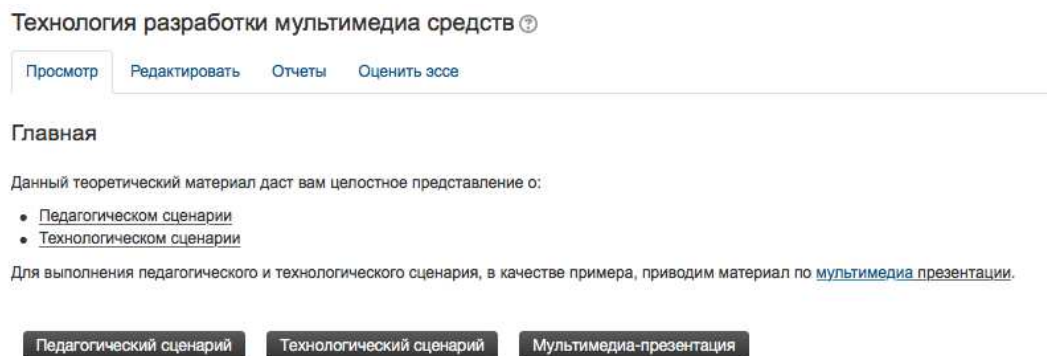 Технология разработки мультимедиа средств
Просмотр Редактировать Отчеты Оценить эссе
Главная
Данный теоретический материал даст вам целостное представление о:
Педагогическом сценарии
Технологическом сценарии
Для выполнения педагогического и технологического сценария, в качестве примера, приводим материал по мультимедиа презентации.
Педагогический сценарий Технологический сценарий Мультимедиа-презентация